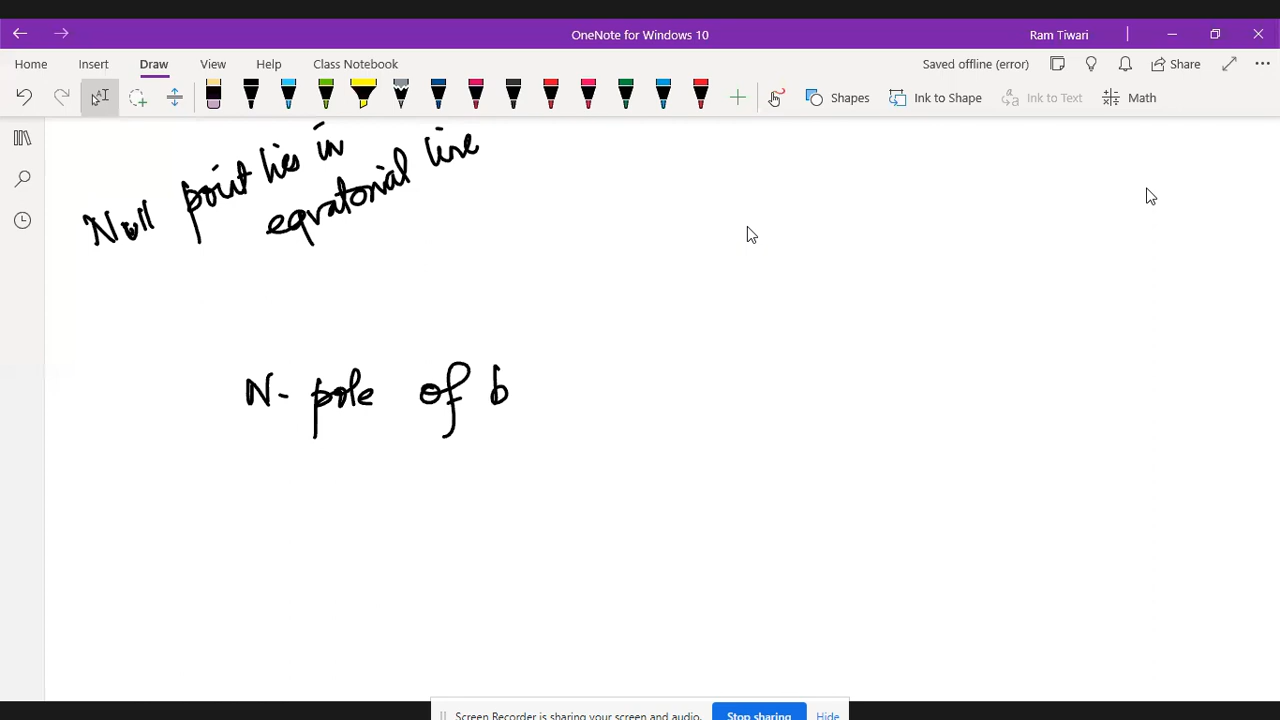 OneNote for Windows 10
Ram Tiwari
Home Insert Draw View Help Class Notebook
Saved offline (error) Share
Shapes Ink to Shape Ink to Text Math
Null point lies in
equatorial line
N- pole of b
Screen Recorder is sharing your screen and audio. Stop sharing Hide